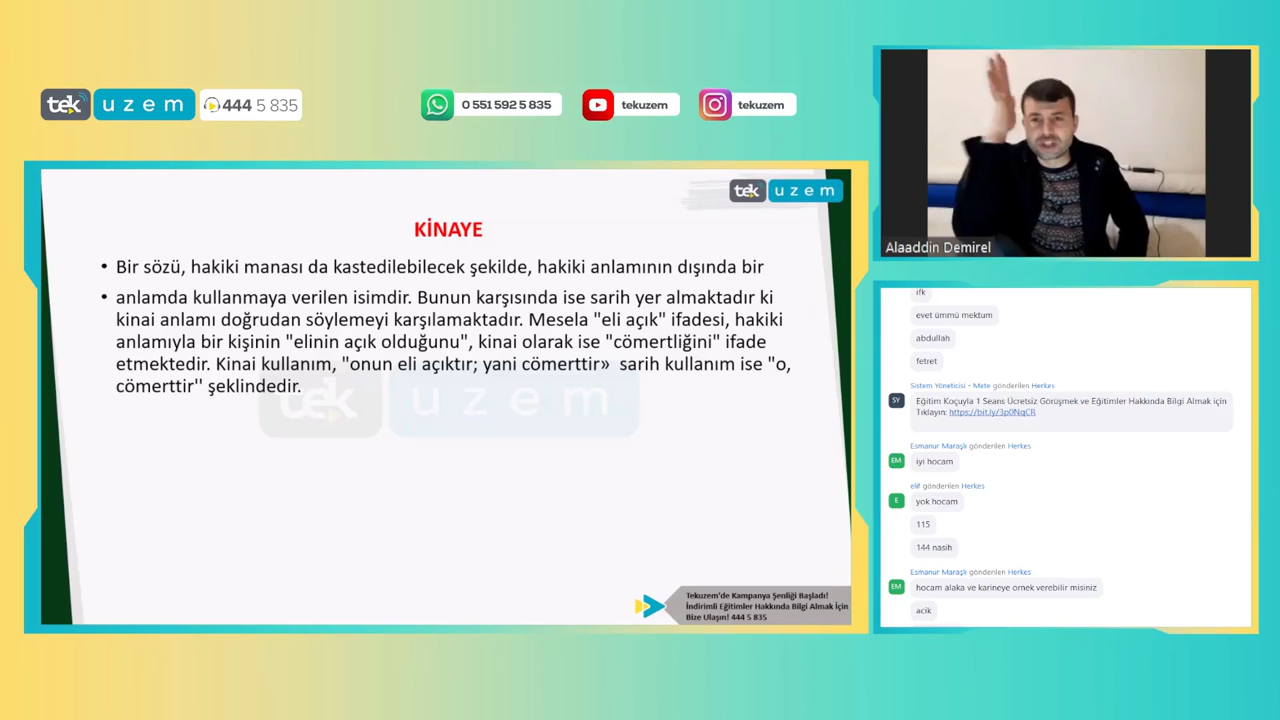 tek uzem 444 5 835
0 551 592 5 835
tekuzem
tekuzem
tek uzem
KİNAYE
• Bir sözü, hakiki manası da kastedilebilecek şekilde, hakiki anlamının dışında bir
• anlamda kullanmaya verilen isimdir. Bunun karşısında ise sarih yer almaktadır ki
kinai anlamı doğrudan söylemeyi karşılamaktadır. Mesela "eli açık" ifadesi, hakiki
anlamıyla bir kişinin "elinin açık olduğunu", kinai olarak ise "cömertliğini" ifade
etmektedir. Kinai kullanım, "onun eli açıktır; yani cömerttir» sarih kullanım ise "o,
cömerttir'' şeklindedir.
tek uzem
Tekuzem'de Kampanya Şenliği Başladı!
İndirimli Eğitimler Hakkında Bilgi Almak İçin
Bize Ulaşın! 444 5 835
Alaaddin Demirel
ifk
evet ümmü mektum
abdullah
fetret
Sistem Yöneticisi - Mete gönderilen Herkes
SY
Eğitim Koçuyla 1 Seans Ücretsiz Görüşmek ve Eğitimler Hakkında Bilgi Almak için
Tıklayın: https://bit.ly/3p0NqCR
Esmanur Maraşlı gönderilen Herkes
EM
iyi hocam
elif gönderilen Herkes
E
yok hocam
115
144 nasih
Esmanur Maraşlı gönderilen Herkes
EM
hocam alaka ve karineye ornek verebilir misiniz
acik